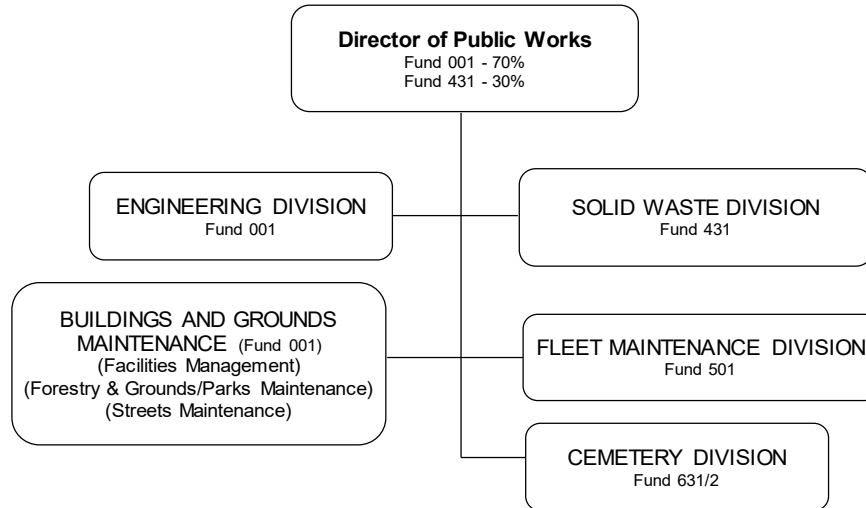 Director of Public Works
Fund 001 - 70%
Fund 431 - 30%
ENGINEERING DIVISION
Fund 001
SOLID WASTE DIVISION
Fund 431
BUILDINGS AND GROUNDS
MAINTENANCE (Fund 001)
(Facilities Management)
(Forestry & Grounds/Parks Maintenance)
(Streets Maintenance)
FLEET MAINTENANCE DIVISION
Fund 501
CEMETERY DIVISION
Fund 631/2